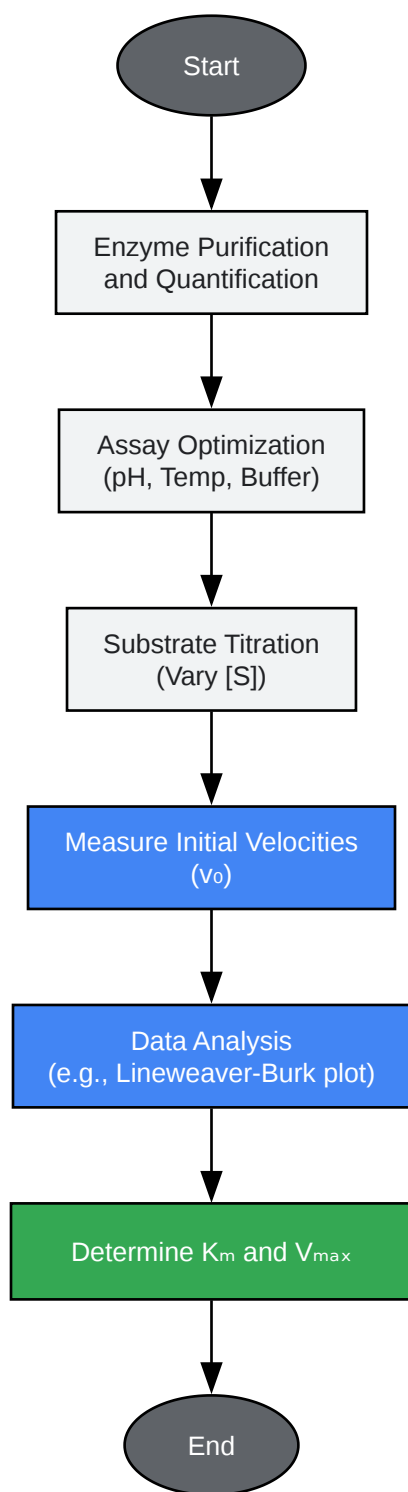 Start
Enzyme Purification
and Quantification
Assay Optimization
(pH, Temp, Buffer)
Substrate Titration
(Vary [S])
Measure Initial Velocities
(v₀)
Data Analysis
(e.g., Lineweaver-Burk plot)
Determine Kₘ and Vₘₐₓ
End